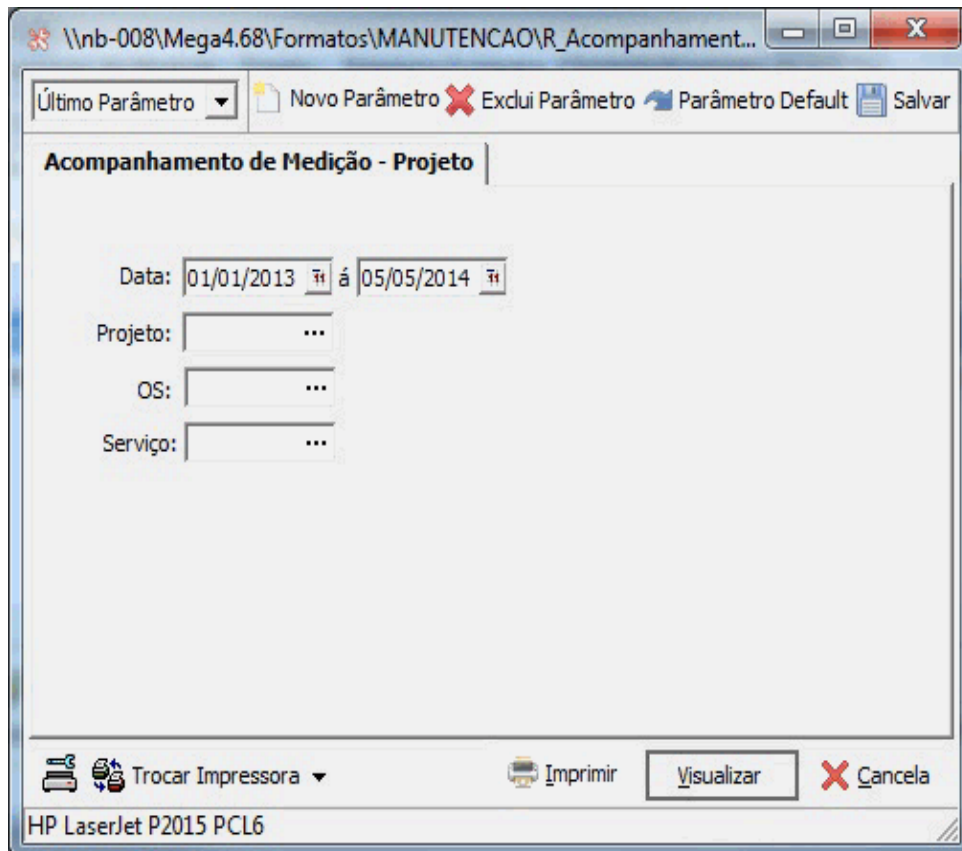 \\nb-008\Mega4.68\Formatos\MANUTENCAO\R_Acompanhament...
Último Parâmetro Novo Parâmetro Exclui Parâmetro Parâmetro Default Salvar
Acompanhamento de Medição - Projeto
Data: 01/01/2013 á 05/05/2014
Projeto: ...
OS: ...
Serviço: ...
Trocar Impressora Imprimir Visualizar Cancela
HP LaserJet P2015 PCL6